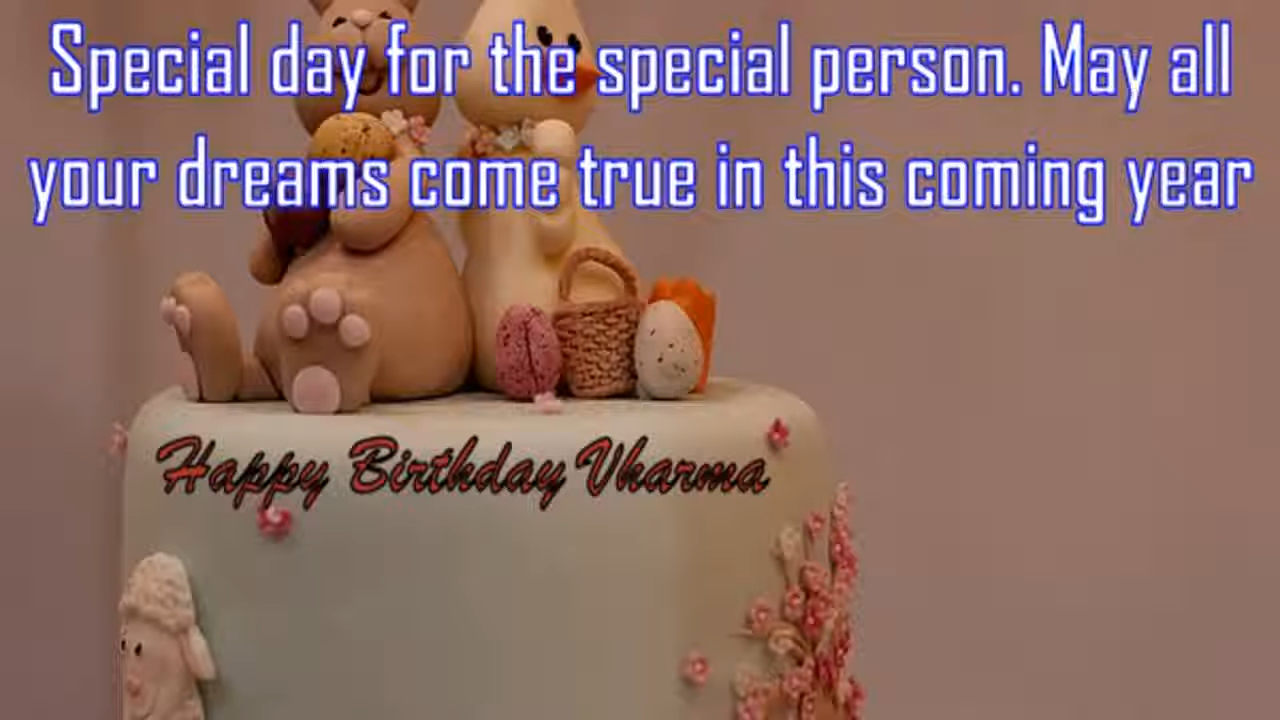 Special day for the special person. May all
your dreams come true in this coming year
Happy Birthday Vharma